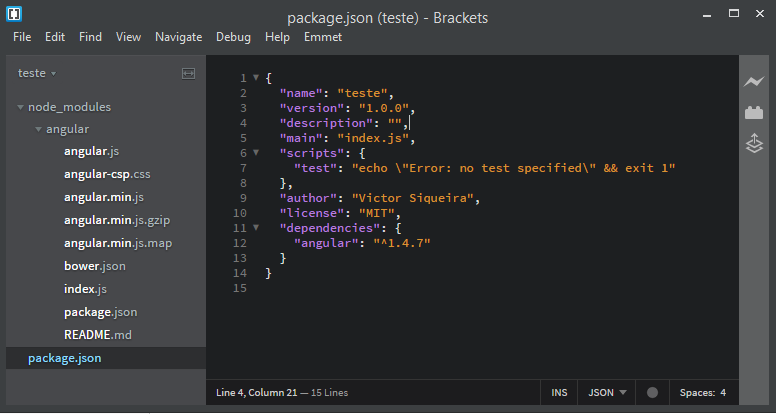 package.json (teste) - Brackets
File Edit Find View Navigate Debug Help Emmet
teste
node_modules
angular
angular.js
angular-csp.css
angular.min.js
angular.min.js.gzip
angular.min.js.map
bower.json
index.js
package.json
README.md
package.json
1 {
2   "name": "teste",
3   "version": "1.0.0",
4   "description": "",
5   "main": "index.js",
6   "scripts": {
7     "test": "echo \"Error: no test specified\" && exit 1"
8   },
9   "author": "Victor Siqueira",
10   "license": "MIT",
11   "dependencies": {
12     "angular": "^1.4.7"
13   }
14 }
15
Line 4, Column 21 — 15 Lines INS JSON Spaces: 4